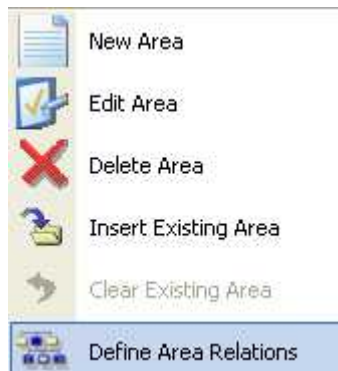 New Area
Edit Area
Delete Area
Insert Existing Area
Clear Existing Area
Define Area Relations